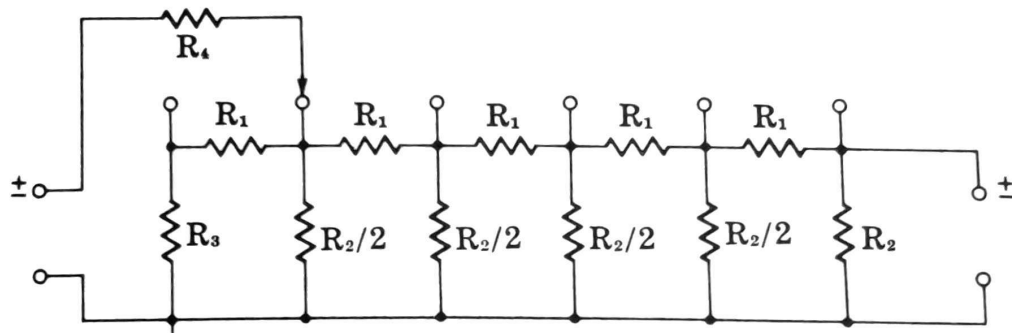 R₄
R₁ R₁ R₁ R₁ R₁
± ±
R₃ R₂/2 R₂/2 R₂/2 R₂/2 R₂